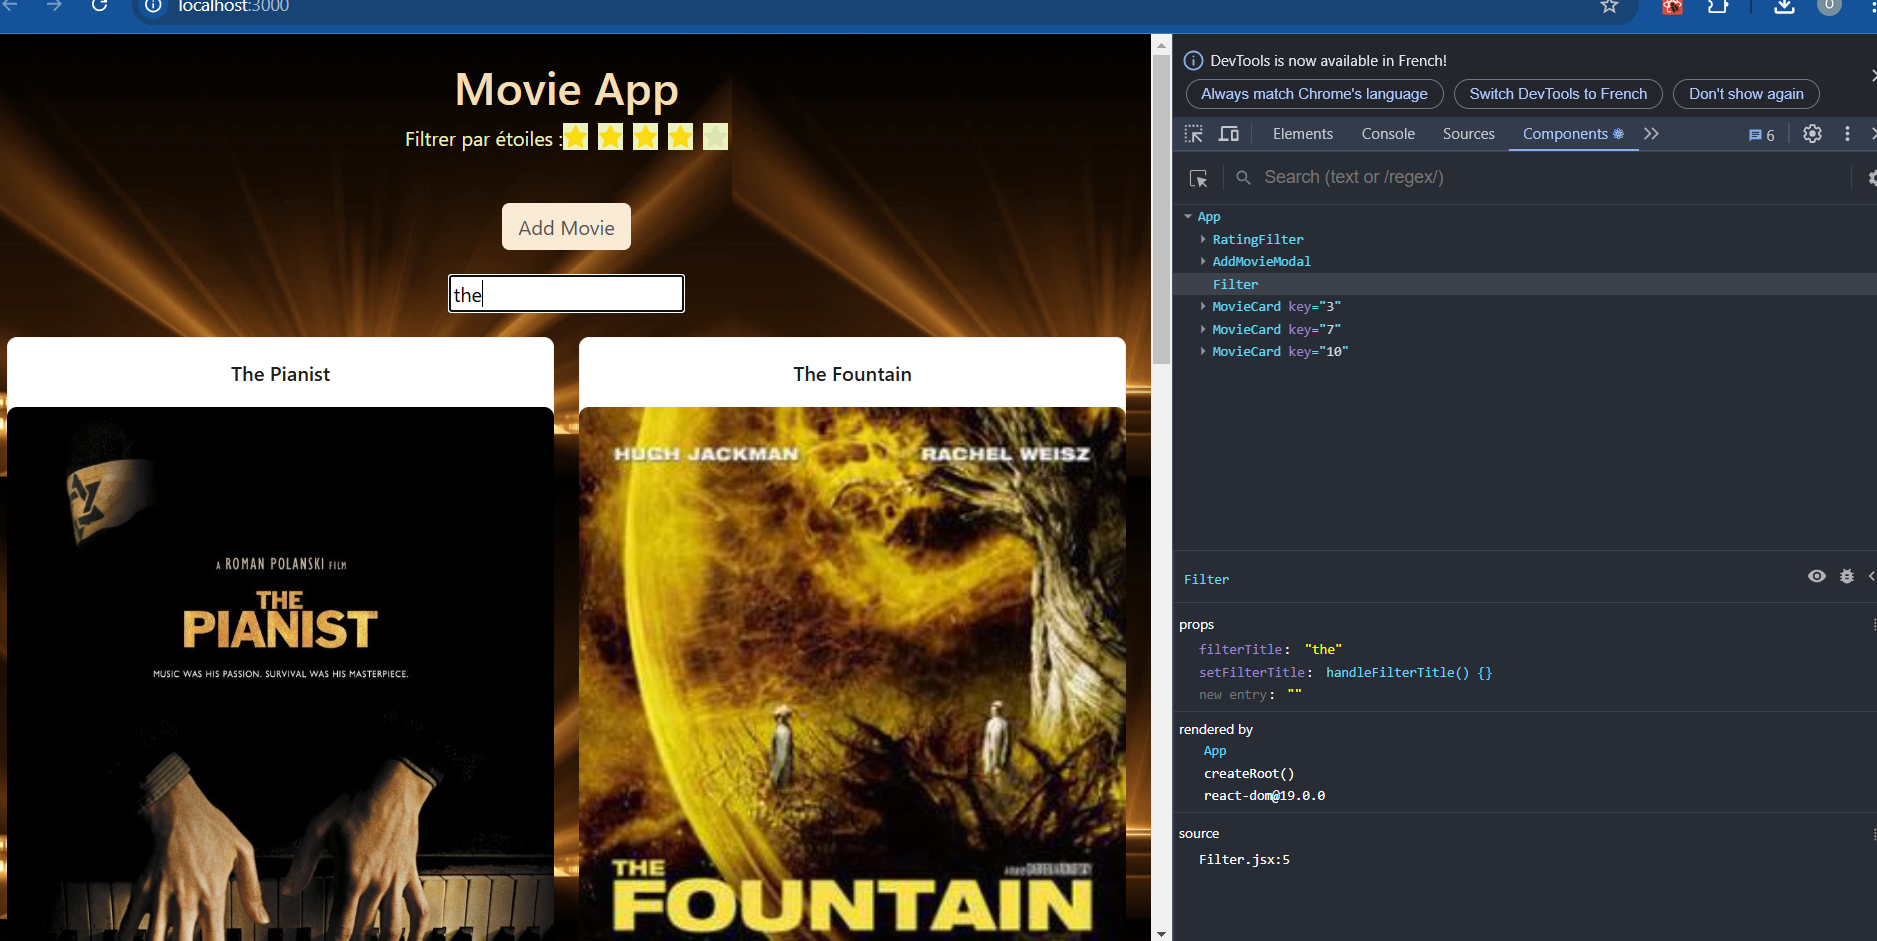 localhost:3000
0
Movie App
Filtrer par étoiles :
Add Movie
the
The Pianist
The Fountain
A ROMAN POLANSKI FILM
THE
PIANIST
MUSIC WAS HIS PASSION. SURVIVAL WAS HIS MASTERPIECE.
HUGH JACKMAN RACHEL WEISZ
THE
FOUNTAIN
DevTools is now available in French!
Always match Chrome's language
Switch DevTools to French
Don't show again
Elements
Console
Sources
Components
6
Search (text or /regex/)
App
RatingFilter
AddMovieModal
Filter
MovieCard key="3"
MovieCard key="7"
MovieCard key="10"
Filter
props
filterTitle: "the"
setFilterTitle: handleFilterTitle() {}
new entry: ""
rendered by
App
createRoot()
react-dom@19.0.0
source
Filter.jsx:5